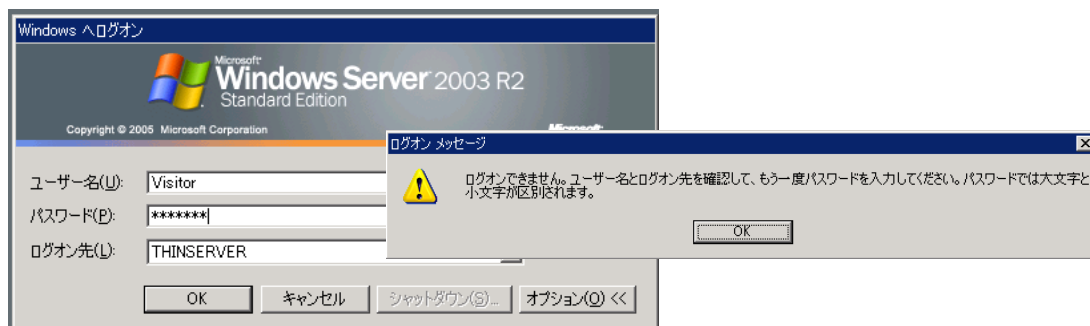 Windows へログオン
Microsoft
Windows Server 2003 R2
Standard Edition
Copyright © 2005 Microsoft Corporation
Microsoft
ユーザー名(U):
Visitor
パスワード(P):
*******
ログオン先(L):
THINSERVER
OK
キャンセル
シャットダウン(S)...
オプション(O) <<
ログオン メッセージ
ログオンできません。ユーザー名とログオン先を確認して、もう一度パスワードを入力してください。パスワードでは大文字と
小文字が区別されます。
OK